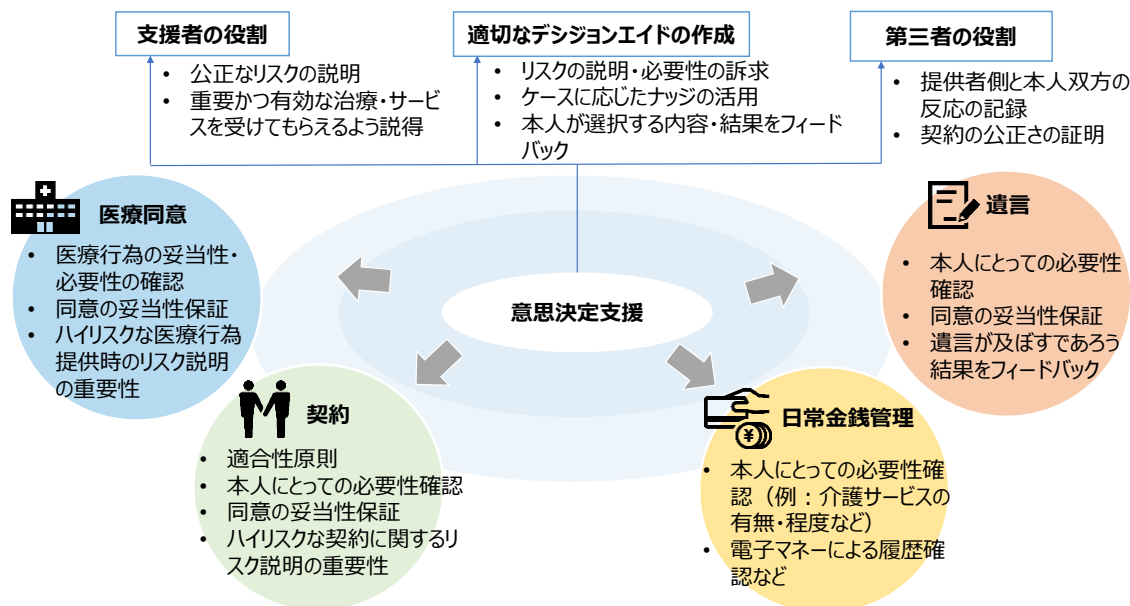 支援者の役割
• 公正なリスクの説明
• 重要かつ有効な治療・サービ
スを受けてもらえるよう説得
適切なデシジョンエイドの作成
• リスクの説明・必要性の訴求
• ケースに応じたナッジの活用
• 本人が選択する内容・結果をフィード
バック
第三者の役割
• 提供者側と本人双方の
反応の記録
• 契約の公正さの証明
医療同意
• 医療行為の妥当性・
必要性の確認
• 同意の妥当性保証
• ハイリスクな医療行為
提供時のリスク説明
の重要性
意思決定支援
遺言
• 本人にとっての必要性
確認
• 同意の妥当性保証
• 遺言が及ぼすであろう
結果をフィードバック
契約
• 適合性原則
• 本人にとっての必要性確認
• 同意の妥当性保証
• ハイリスクな契約に関するリ
スク説明の重要性
¥
日常金銭管理
• 本人にとっての必要性確
認（例：介護サービスの
有無・程度など）
• 電子マネーによる履歴確
認など